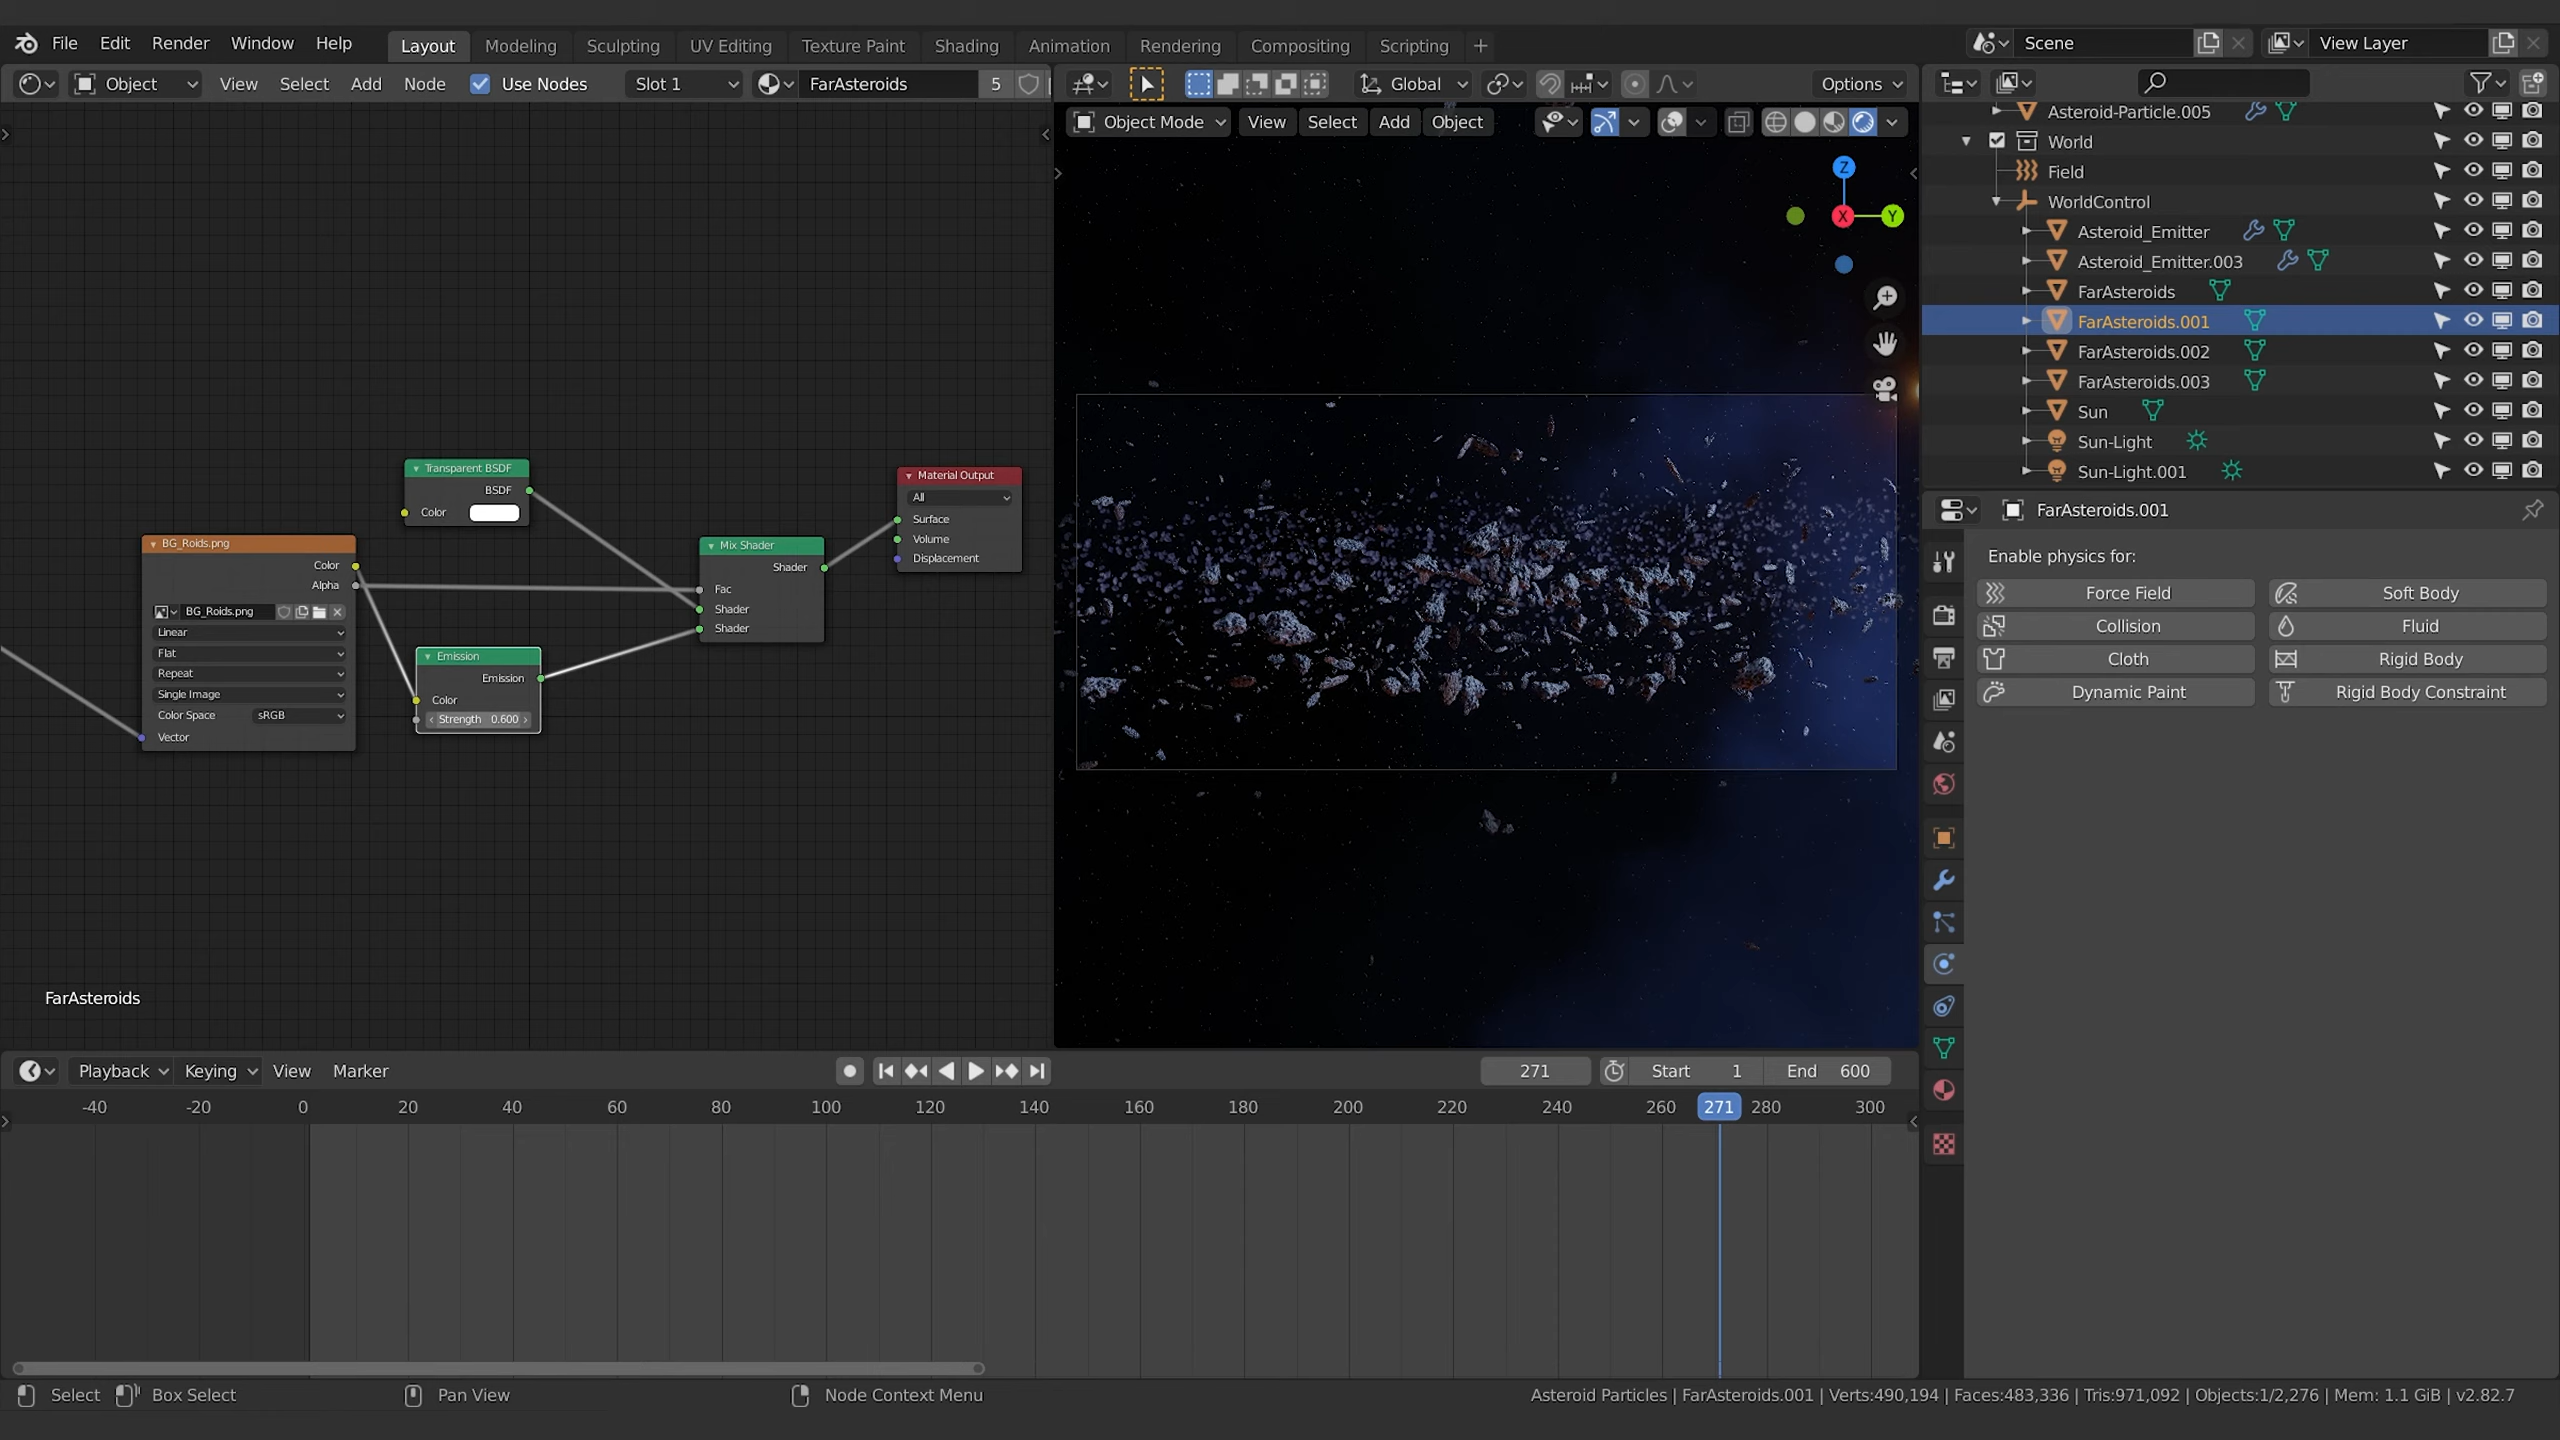 File Edit Render Window Help Layout Modeling Sculpting UV Editing Texture Paint Shading Animation Rendering Compositing Scripting + Scene View Layer
Object View Select Add Object Node Use Nodes Slot 1 FarAsteroids 5 Global Options
Object Mode View Select Add Object
Z
X
Y
Transparent BSDF
BSDF
Color
BG_Roids.png
Color
Alpha
BG_Roids.png
Linear
Flat
Repeat
Single Image
Color Space sRGB
Vector
Emission
Emission
Color
Strength 0.600
Mix Shader
Shader
Fac
Shader
Shader
Material Output
All
Surface
Volume
Displacement
FarAsteroids
Asteroid-Particle.005
World
Field
WorldControl
Asteroid_Emitter
Asteroid_Emitter.003
FarAsteroids
FarAsteroids.001
FarAsteroids.002
FarAsteroids.003
Sun
Sun-Light
Sun-Light.001
FarAsteroids.001
Enable physics for:
Force Field Soft Body
Collision Fluid
Cloth Rigid Body
Dynamic Paint Rigid Body Constraint
Playback Keying View Marker 271 Start 1 End 600
-40 -20 0 20 40 60 80 100 120 140 160 180 200 220 240 260 271 280 300
Select Box Select Pan View Node Context Menu Asteroid Particles | FarAsteroids.001 | Verts:490,194 | Faces:483,336 | Tris:971,092 | Objects:1/2,276 | Mem: 1.1 GiB | v2.82.7